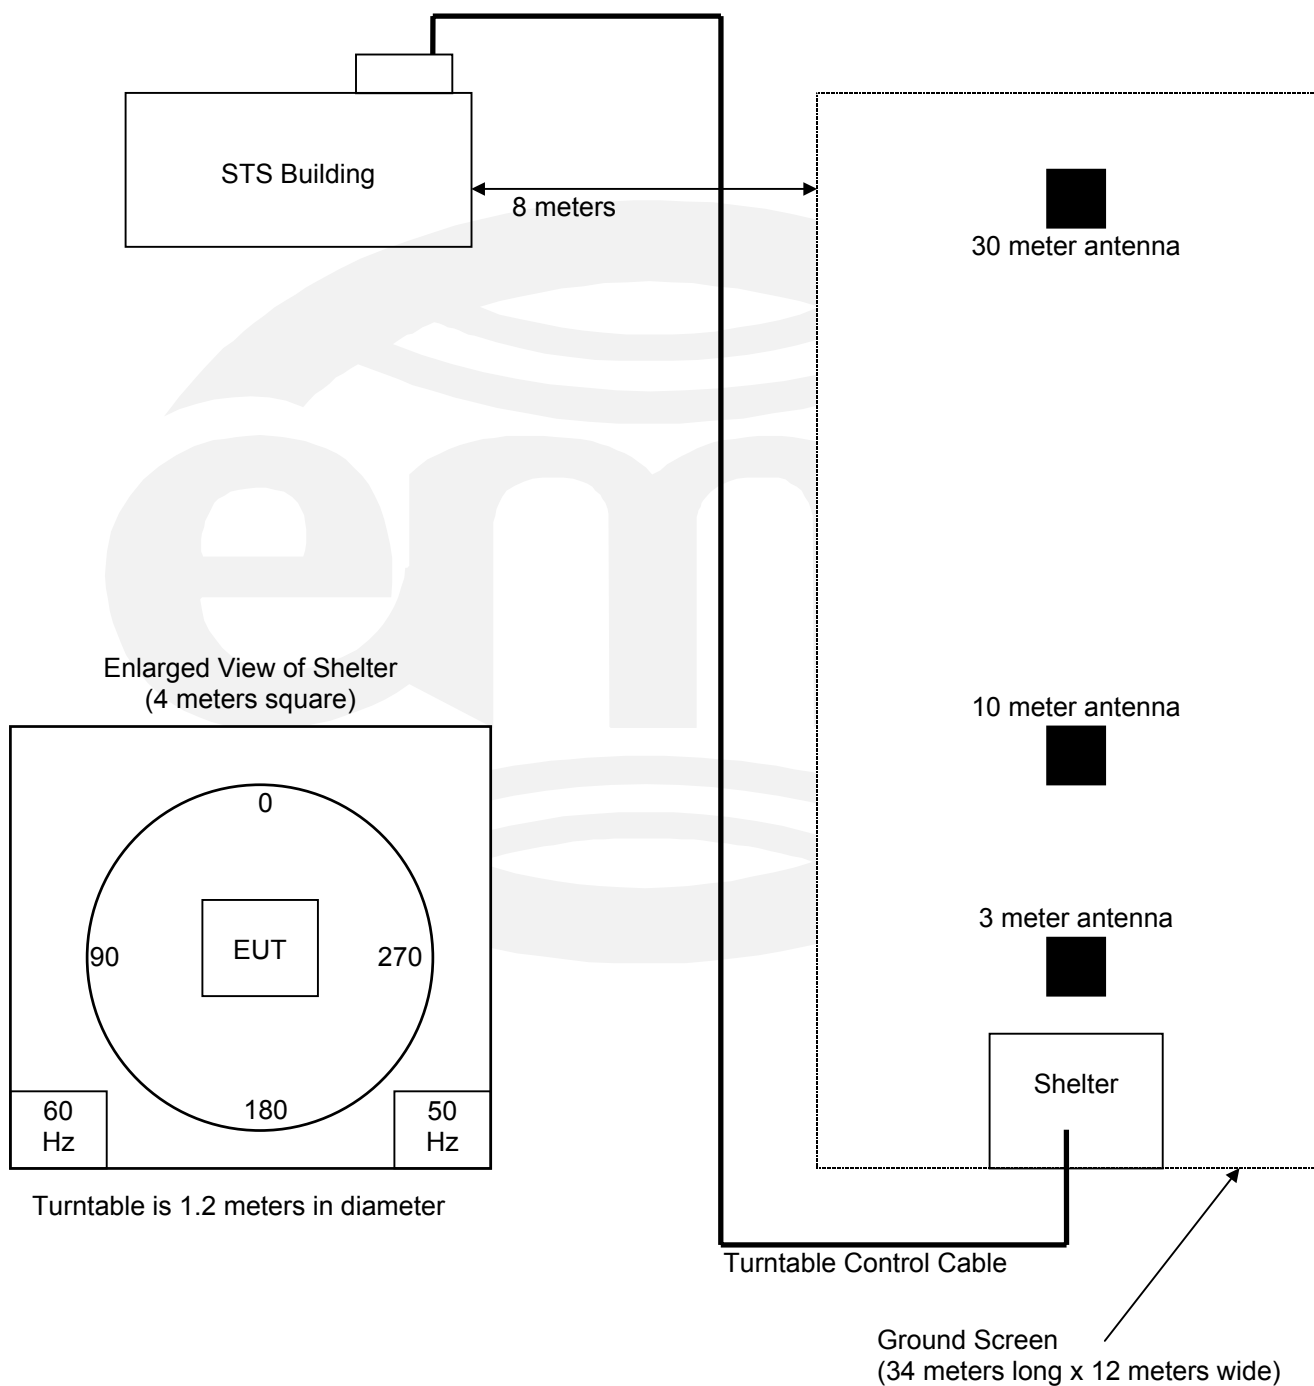 STS Building
8 meters
30 meter antenna
Enlarged View of Shelter
(4 meters square)
10 meter antenna
0
90
EUT
270
180
60
Hz
50
Hz
3 meter antenna
Shelter
Turntable is 1.2 meters in diameter
Turntable Control Cable
Ground Screen
(34 meters long x 12 meters wide)
em